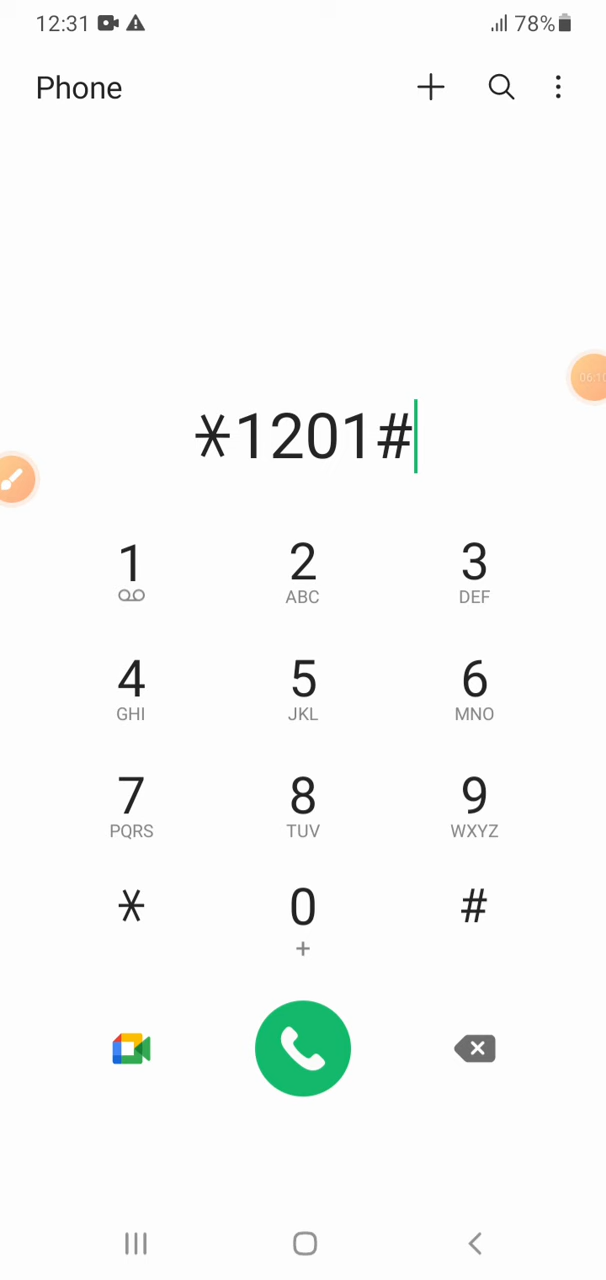 12:31 78%
Phone
*1201#
1 2 3
ABC DEF
4 5 6
GHI JKL MNO
7 8 9
PQRS TUV WXYZ
* 0 #
+